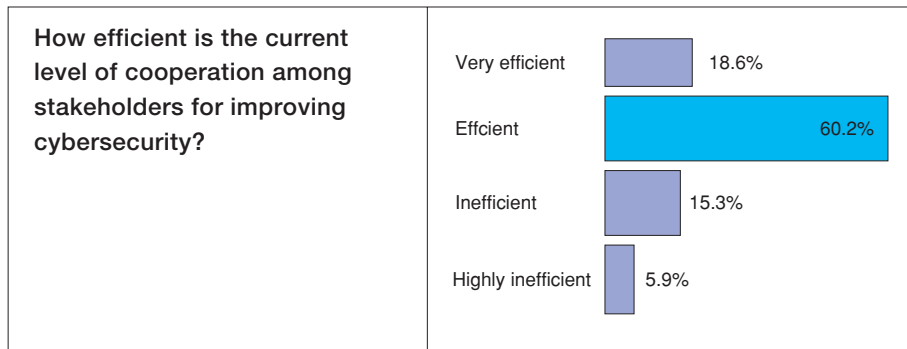 How efficient is the current
level of cooperation among
stakeholders for improving
cybersecurity?
Very efficient 18.6%
Effcient 60.2%
Inefficient 15.3%
Highly inefficient 5.9%